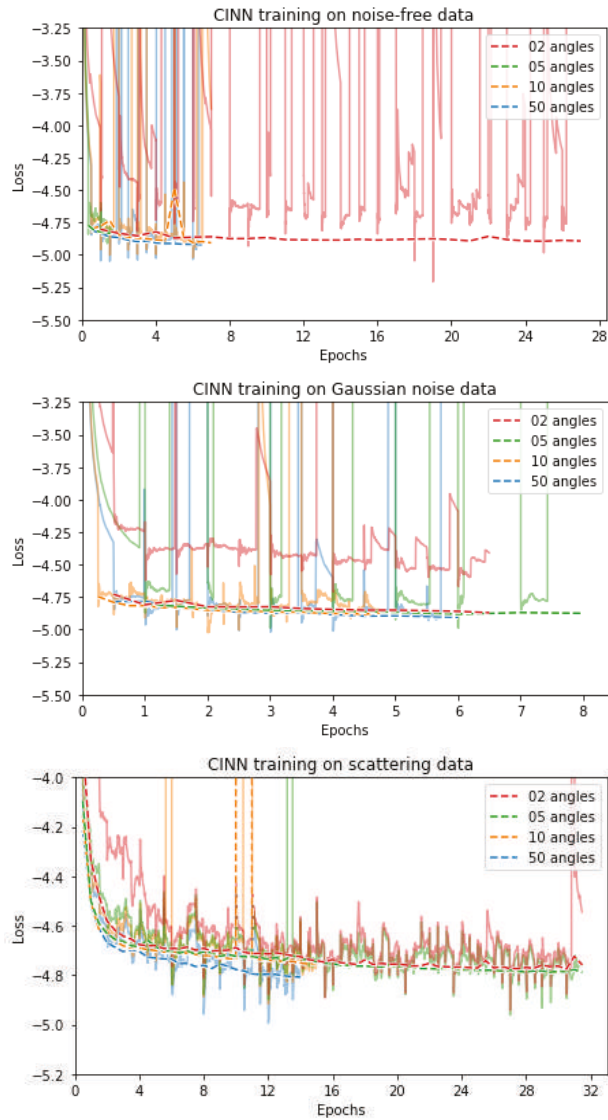 CINN training on noise-free data
−3.25
−3.50
−3.75
−4.00
−4.25
−4.50
−4.75
−5.00
−5.25
−5.50
Loss
02 angles
05 angles
10 angles
50 angles
0 4 8 12 16 20 24 28
Epochs
CINN training on Gaussian noise data
−3.25
−3.50
−3.75
−4.00
−4.25
−4.50
−4.75
−5.00
−5.25
−5.50
Loss
02 angles
05 angles
10 angles
50 angles
0 1 2 3 4 5 6 7 8
Epochs
CINN training on scattering data
−4.0
−4.2
−4.4
−4.6
−4.8
−5.0
−5.2
Loss
02 angles
05 angles
10 angles
50 angles
0 4 8 12 16 20 24 28 32
Epochs